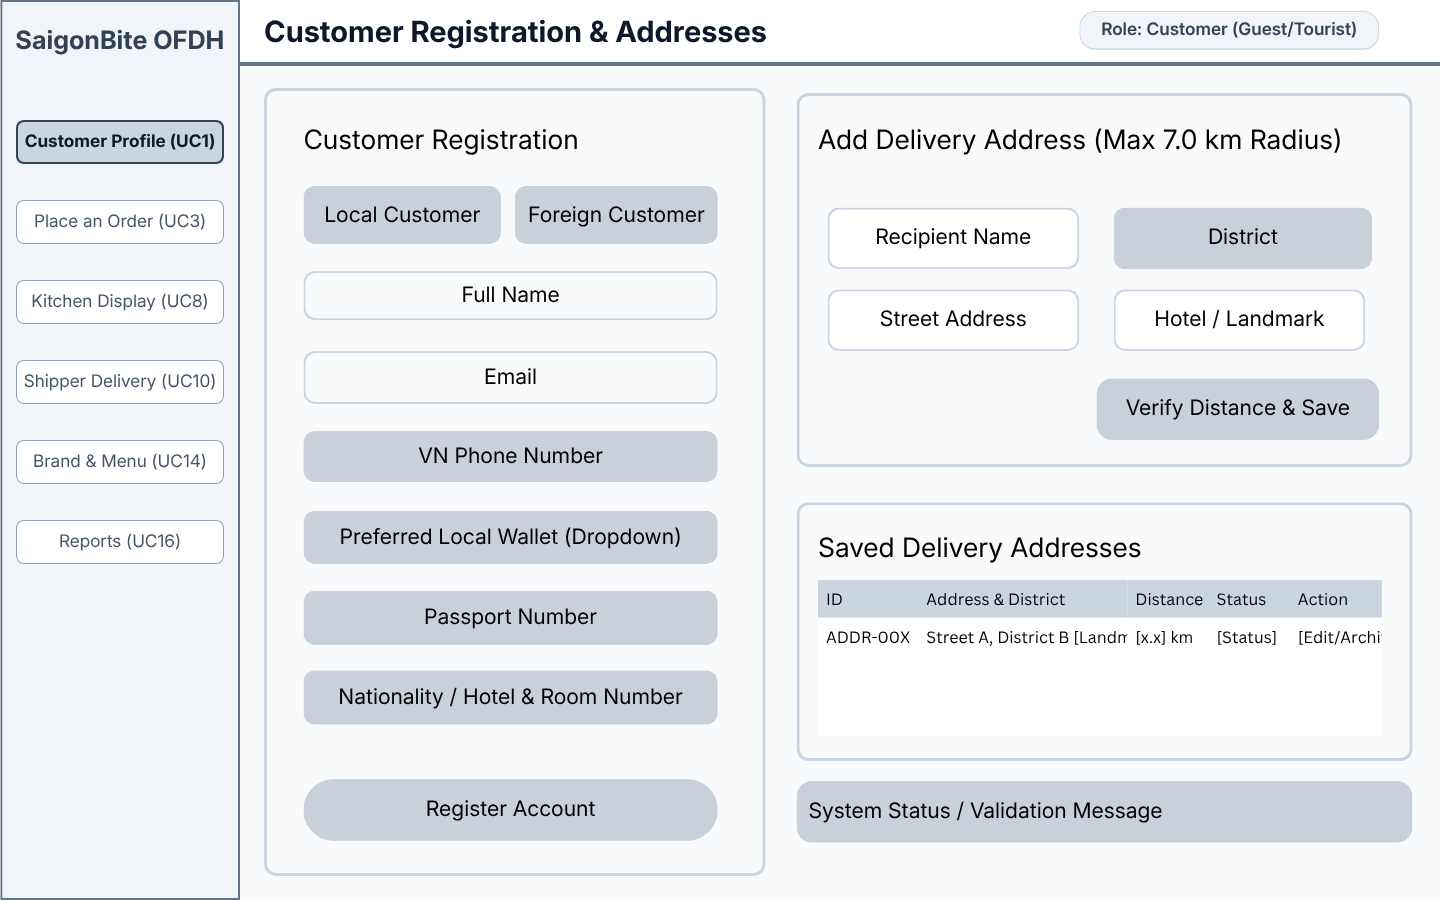 SaigonBite OFDH
Customer Profile (UC1)
Place an Order (UC3)
Kitchen Display (UC8)
Shipper Delivery (UC10)
Brand & Menu (UC14)
Reports (UC16)
Customer Registration & Addresses
Role: Customer (Guest/Tourist)
Customer Registration
Local Customer
Foreign Customer
Full Name
Email
VN Phone Number
Preferred Local Wallet (Dropdown)
Passport Number
Nationality / Hotel & Room Number
Register Account
Add Delivery Address (Max 7.0 km Radius)
Recipient Name
District
Street Address
Hotel / Landmark
Verify Distance & Save
Saved Delivery Addresses
ID Address & District Distance Status Action
ADDR-00X Street A, District B [Landm [x.x] km [Status] [Edit/Archi
System Status / Validation Message